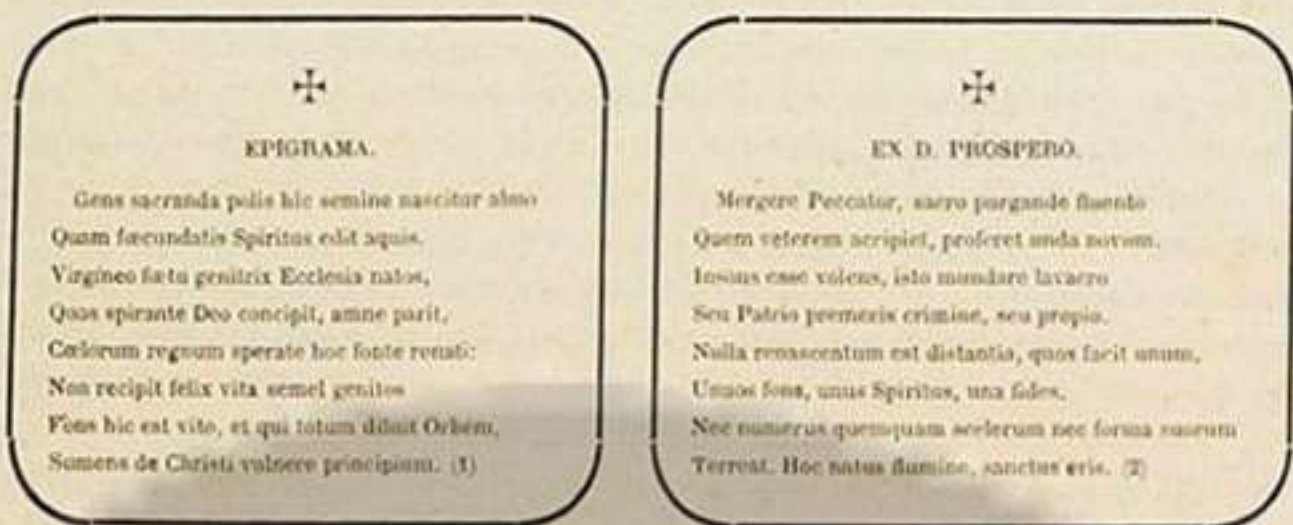 EPÍGRAMA.
Gens sacranda polis hic semine nascitur almo
Quam fœcundatis Spiritus edit aquis.
Virgineo fœtu genitrix Ecclesia natos,
Quos spirante Deo concipit, amne parit,
Cœlorum regnum sperate hoc fonte renati:
Non recipit felix vita semel genitos
Fons hic est vite, et qui totum diluit Orbem,
Sumens de Christi vulnere principium. (1)
EX D. PRÓSPERO.
Mergere Peccator, sacro purgande fluento
Quem veterem accipiet, proferet unda novum.
Insons esse volens, isto mundare lavacro
Seu Patrio premeris crimine, seu propio.
Nulla renascentum est distantia, quos facit unum,
Unuos fons, unus Spiritus, una fides.
Nec numerus quemquam scelerum nec forma suorum
Terreat. Hoc natus flumine, sanctus eris. (2)